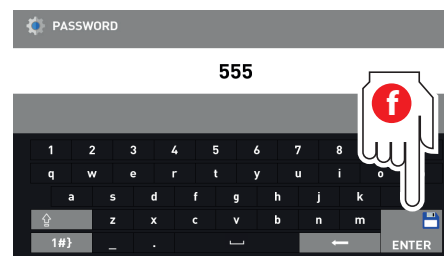 PASSWORD
555
f
1 2 3 4 5 6 7 8
q w e r t y u i o
a s d f g h j k
z x c v b n m
1#} _ . ENTER